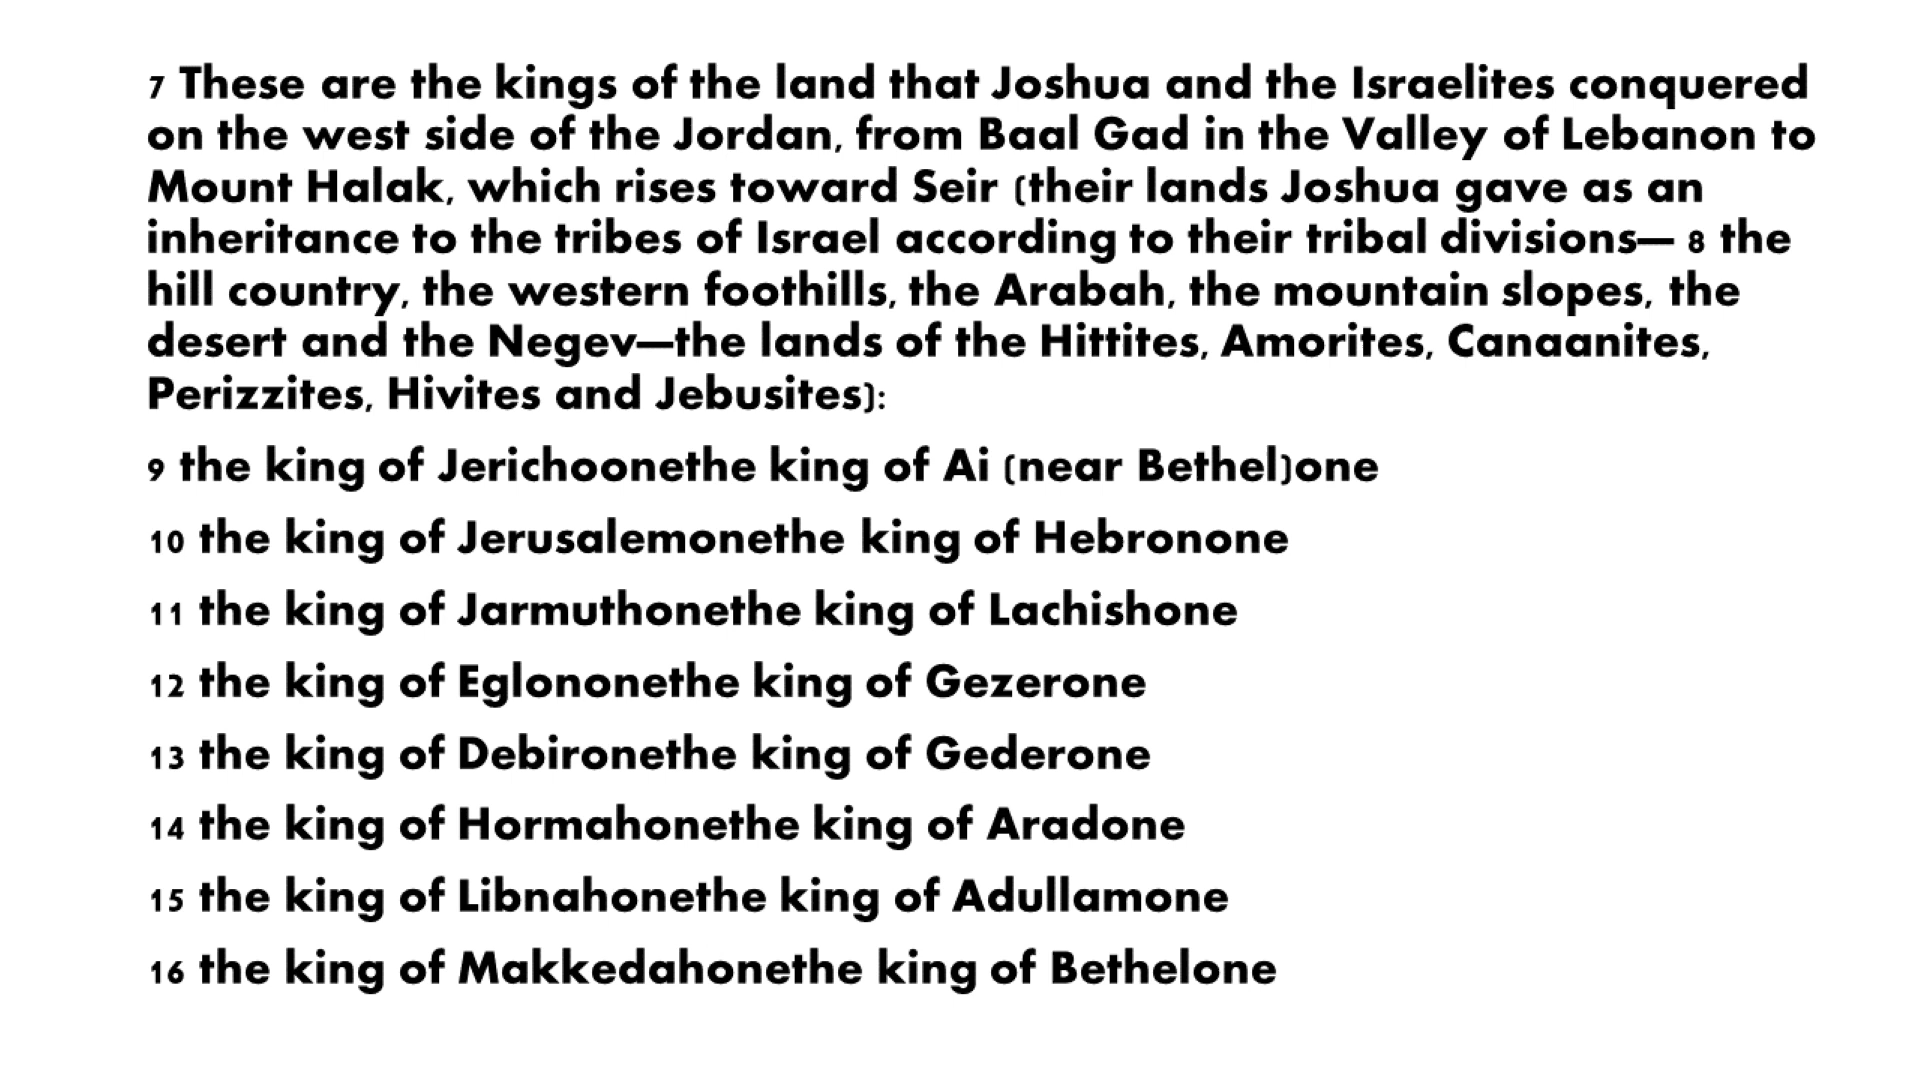 7 These are the kings of the land that Joshua and the Israelites conquered
on the west side of the Jordan, from Baal Gad in the Valley of Lebanon to
Mount Halak, which rises toward Seir (their lands Joshua gave as an
inheritance to the tribes of Israel according to their tribal divisions— 8 the
hill country, the western foothills, the Arabah, the mountain slopes, the
desert and the Negev—the lands of the Hittites, Amorites, Canaanites,
Perizzites, Hivites and Jebusites):
9 the king of Jerichoonethe king of Ai (near Bethel)one
10 the king of Jerusalemonethe king of Hebronone
11 the king of Jarmuthonethe king of Lachishone
12 the king of Eglononethe king of Gezerone
13 the king of Debironethe king of Gederone
14 the king of Hormahonethe king of Aradone
15 the king of Libnahonethe king of Adullamone
16 the king of Makkedahonethe king of Bethelone